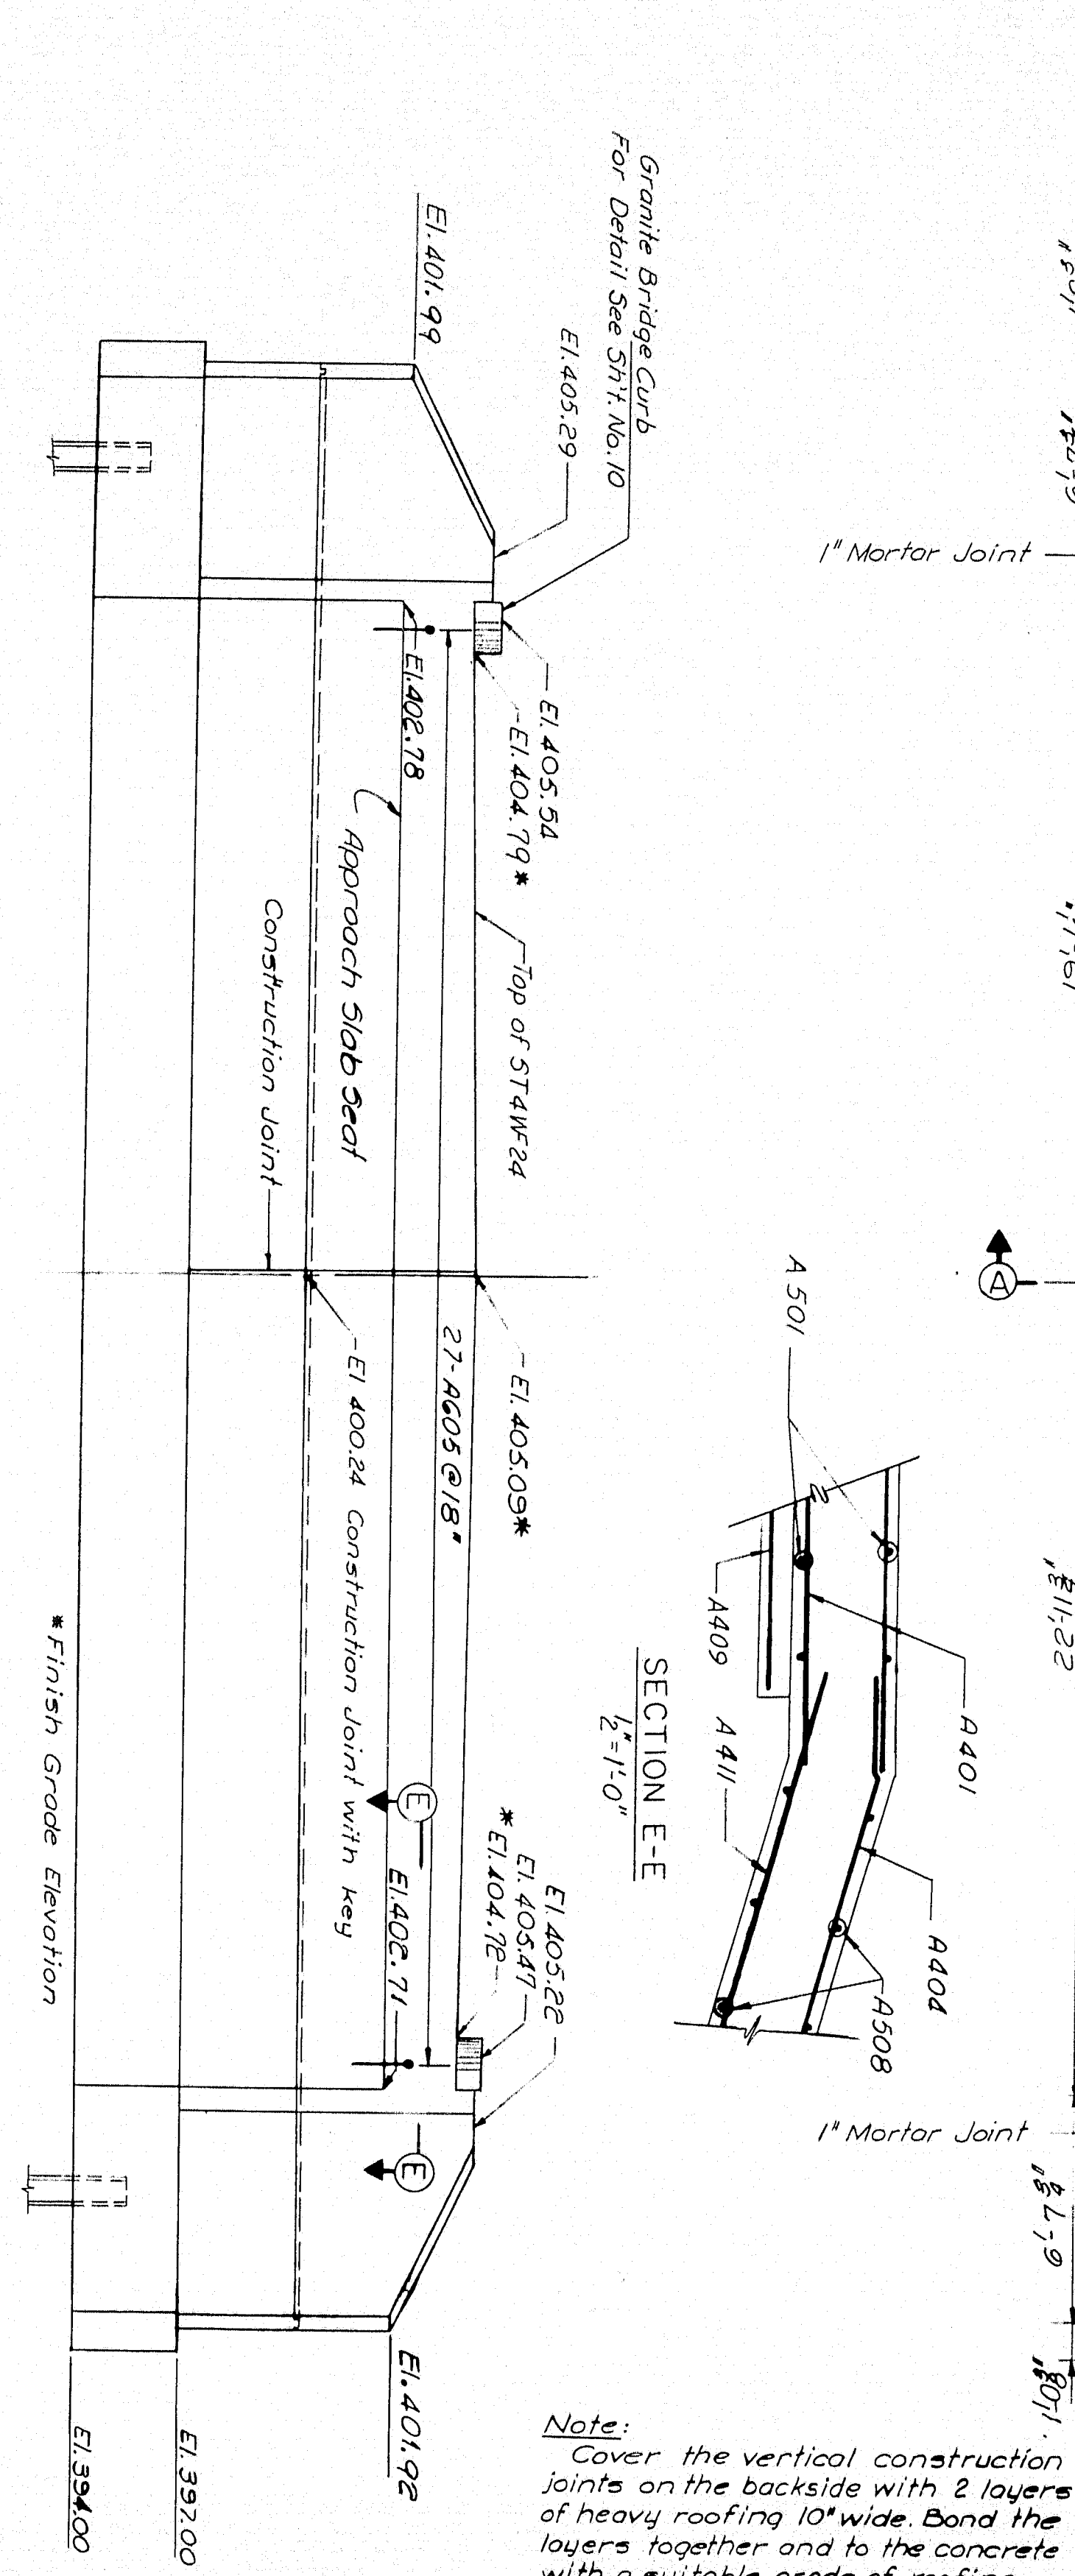 Granite Bridge Curb
For Detail See Sh't. No. 10
El. 401.99
El. 405.29
El. 405.54
El. 404.79*
El. 402.78
Top of ST4WF24
Approach Slab Seat
Construction Joint
El. 405.09*
27-A605@18"
El 400.24 Construction Joint with key
E
El. 405.22
El. 405.47
*El. 404.72
El. 402.71
E
El. 401.92
El. 397.00
El. 394.00
*Finish Grade Elevation
1" Mortar Joint
A
A 501
A401
A409
A411
A404
A508
SECTION E-E
1/2"=1'-0"
1" Mortar Joint
Note:
Cover the vertical construction
joints on the backside with 2 layers
of heavy roofing 10" wide. Bond the
layers together and to the concrete